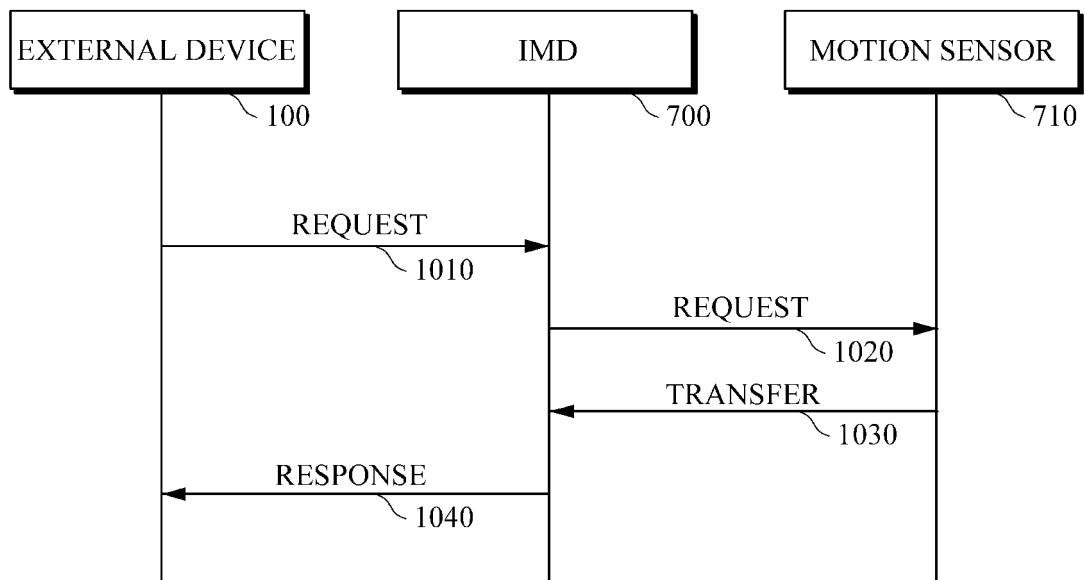 EXTERNAL DEVICE
IMD
MOTION SENSOR
100
700
710
REQUEST
1010
REQUEST
1020
TRANSFER
1030
RESPONSE
1040